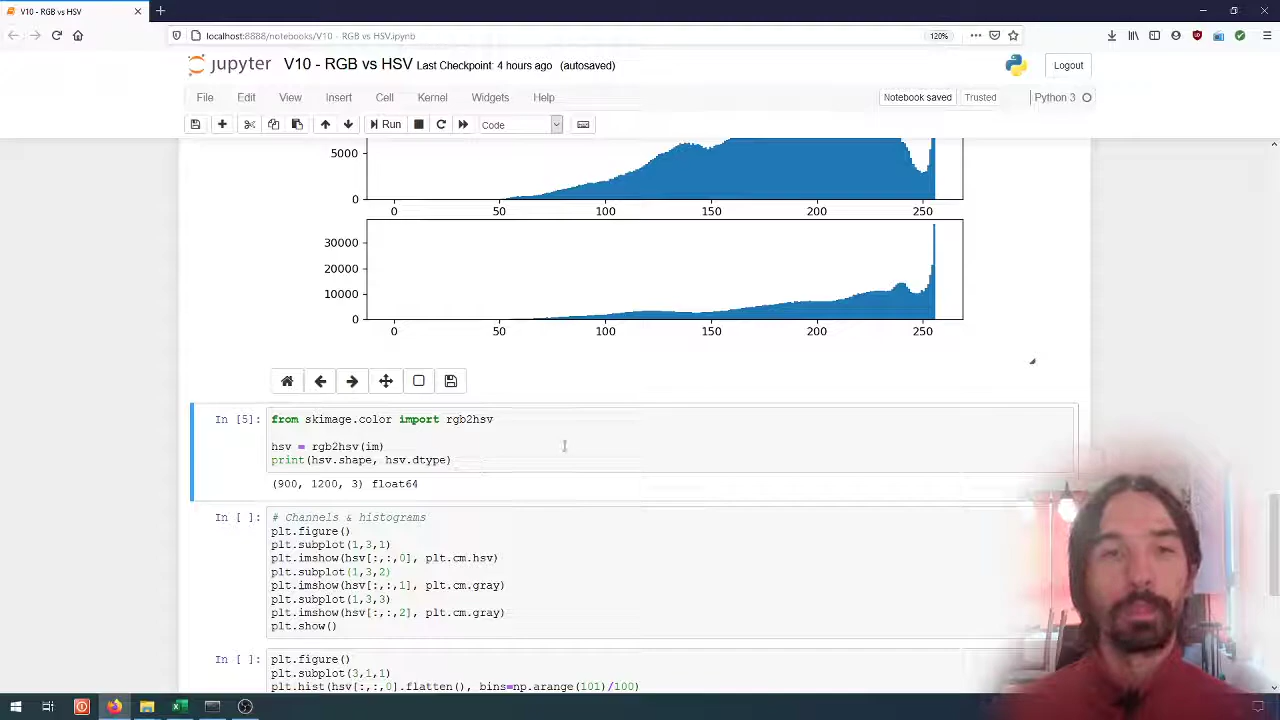 V10 - RGB vs HSV
localhost:8888/notebooks/V10 - RGB vs HSV.ipynb
120%
jupyter V10 - RGB vs HSV Last Checkpoint: 4 hours ago (autosaved)
Logout
File Edit View Insert Cell Kernel Widgets Help
Notebook saved Trusted Python 3
Run Code
5000
0
0 50 100 150 200 250
30000
20000
10000
0
0 50 100 150 200 250
In [5]: from skimage.color import rgb2hsv
hsv = rgb2hsv(im)
print(hsv.shape, hsv.dtype)
(900, 1200, 3) float64
In [ ]: # Channels & histograms
plt.figure()
plt.subplot(1,3,1)
plt.imshow(hsv[:,:,0], plt.cm.hsv)
plt.subplot(1,3,2)
plt.imshow(hsv[:,:,1], plt.cm.gray)
plt.subplot(1,3,3)
plt.imshow(hsv[:,:,2], plt.cm.gray)
plt.show()
In [ ]: plt.figure()
plt.subplot(3,1,1)
plt.hist(hsv[:,:,0].flatten(), bins=np.arange(101)/100)